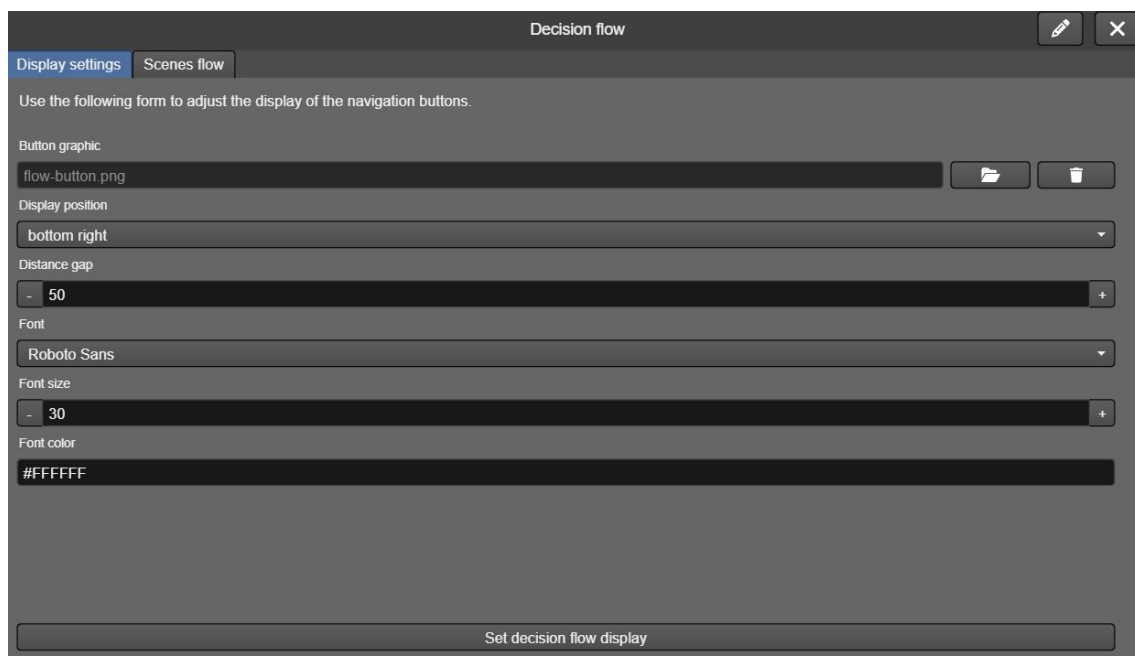 Decision flow
Display settings
Scenes flow
Use the following form to adjust the display of the navigation buttons.
Button graphic
flow-button.png
Display position
bottom right
Distance gap
- 50 +
Font
Roboto Sans
Font size
- 30 +
Font color
#FFFFFF
Set decision flow display